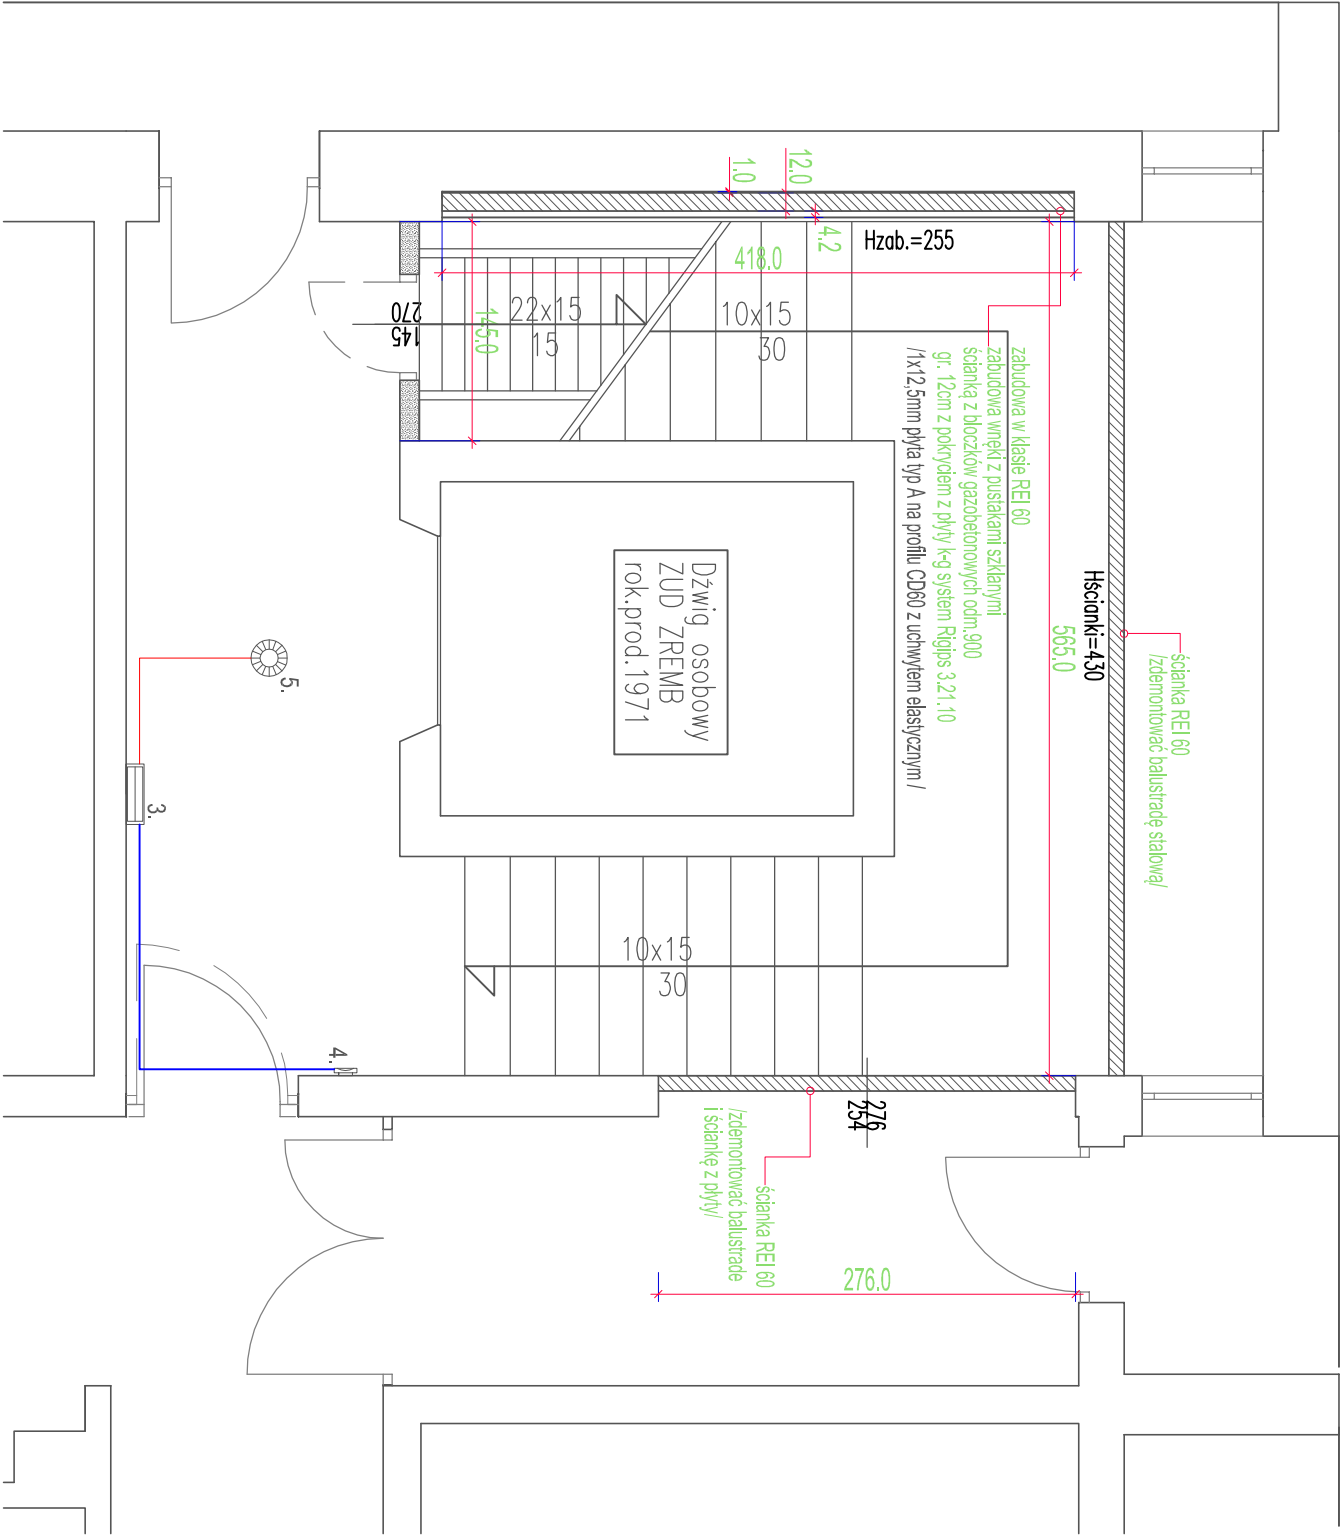 12.0
1.0
4.2
Hzab.=255
418.0
270
145
145.0
22x15
15
10x15
30
zabudowa w klasie REI 60
zabudowa wnęki z pustakami szklanymi
ścianką z bloczków gazobetonowych odm.900
gr. 12cm z pokryciem z płyty k-g system Rigips 3.21.10
/1x12,5mm płyta typ A na profilu CD60 z uchwytem elastycznym /
Hścianki=430
565.0
ścianka REI 60
/zdemontować balustradę stalową/
Dźwig osobowy
ZUD ZREMB
rok.prod.1971
5.
3.
10x15
30
4.
276
254
ścianka REI 60
/zdemontować balustrade
i ściankę z płyty/
276.0